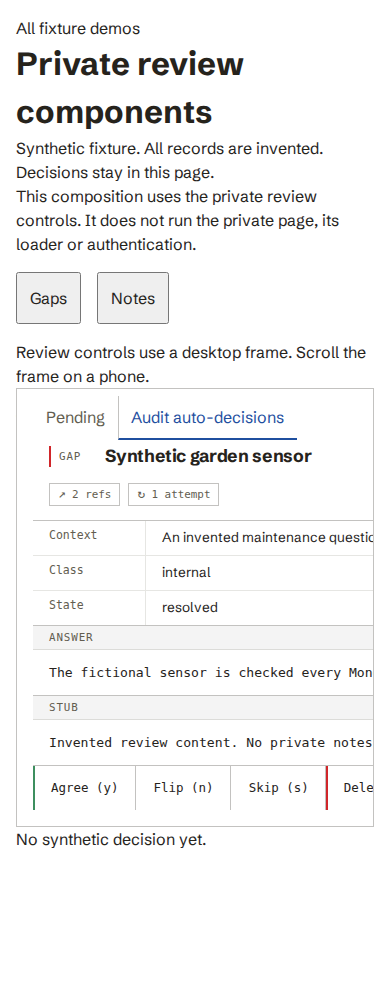 All fixture demos
Private review
components
Synthetic fixture. All records are invented.
Decisions stay in this page.
This composition uses the private review
controls. It does not run the private page, its
loader or authentication.
Gaps Notes
Review controls use a desktop frame. Scroll the
frame on a phone.
Pending Audit auto-decisions
GAP Synthetic garden sensor
↗ 2 refs ↻ 1 attempt
Context An invented maintenance
Class internal
State resolved
ANSWER
The fictional sensor is checked every
STUB
Invented review content. No private notes
Agree (y) Flip (n) Skip (s)
No synthetic decision yet.